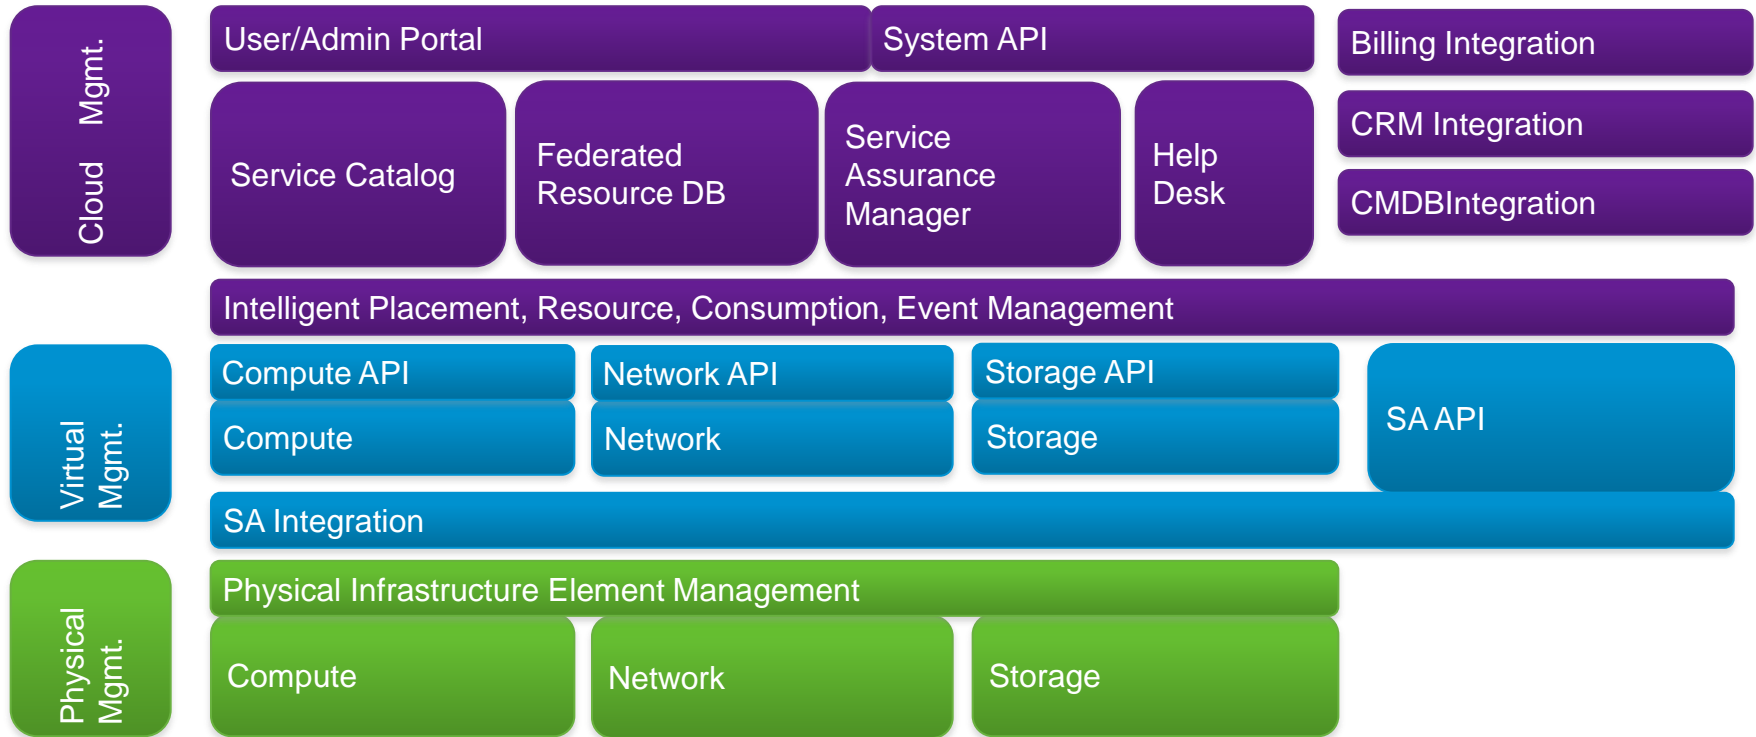 Cloud Mgmt.
User/Admin Portal
System API
Billing Integration
CRM Integration
CMDBIntegration
Service Catalog
Federated
Resource DB
Service
Assurance
Manager
Help
Desk
Intelligent Placement, Resource, Consumption, Event Management
Virtual
Mgmt.
Compute API
Network API
Storage API
SA API
Compute
Network
Storage
SA Integration
Physical
Mgmt.
Physical Infrastructure Element Management
Compute
Network
Storage